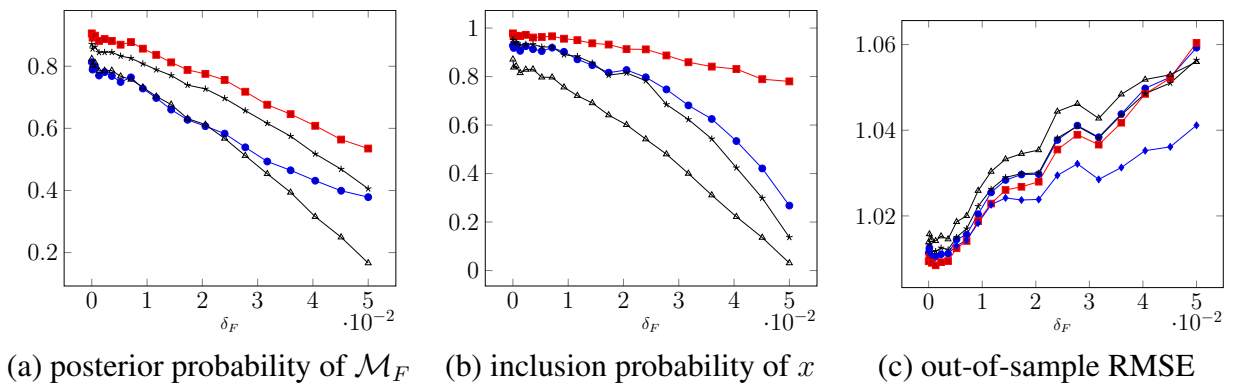 0.8
0.6
0.4
0.2
0 1 2 3 4 5
δF
·10−2
(a) posterior probability of MF
1
0.8
0.6
0.4
0.2
0
0 1 2 3 4 5
δF
·10−2
(b) inclusion probability of x
1.06
1.04
1.02
0 1 2 3 4 5
δF
·10−2
(c) out-of-sample RMSE